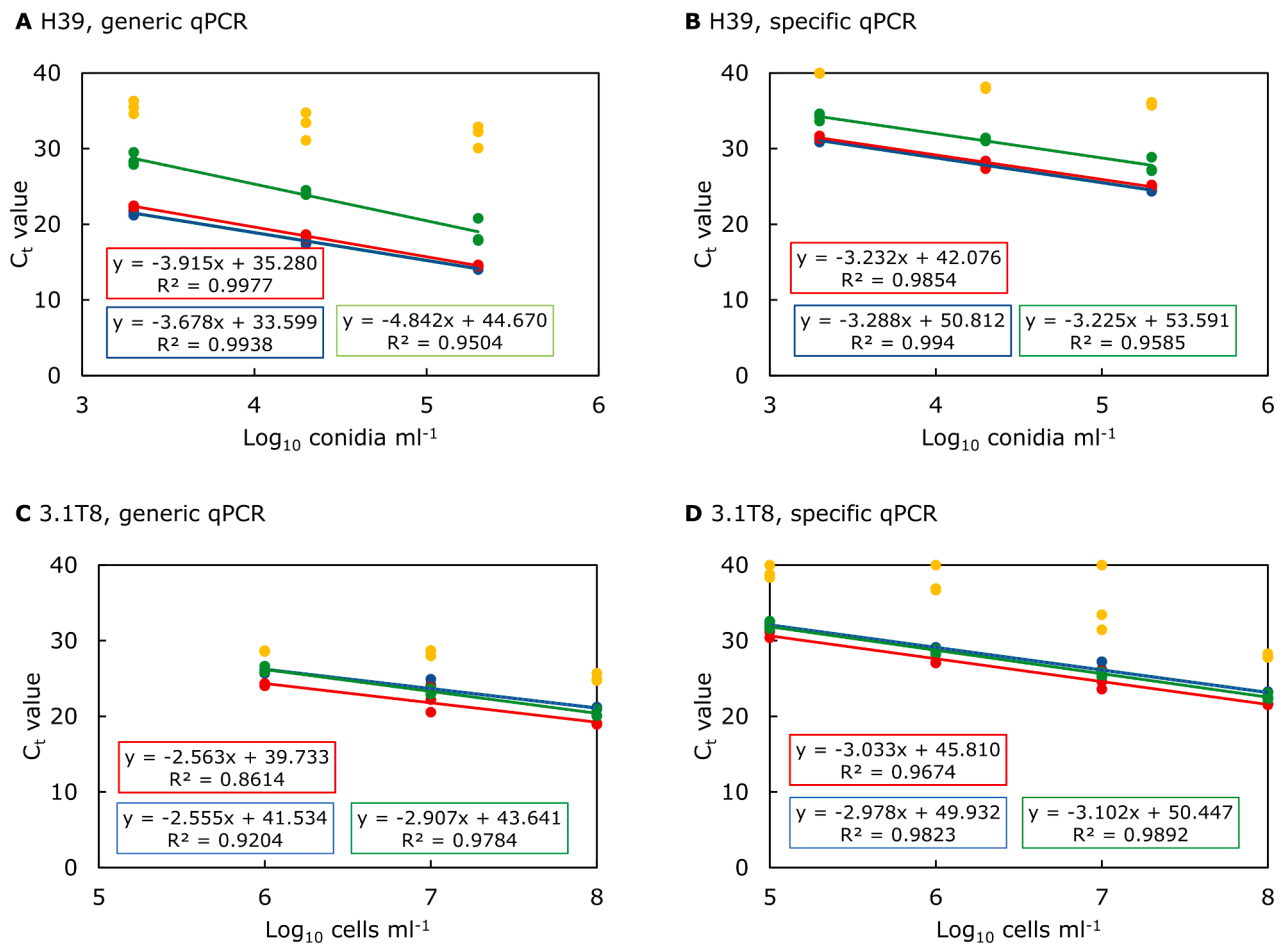 A H39, generic qPCR
40
30
20
10
0
Ct value
y = -3.915x + 35.280
R² = 0.9977
y = -3.678x + 33.599
R² = 0.9938
y = -4.842x + 44.670
R² = 0.9504
3 4 5 6
Log10 conidia ml-1
B H39, specific qPCR
40
30
20
10
0
Ct value
y = -3.232x + 42.076
R² = 0.9854
y = -3.288x + 50.812
R² = 0.994
y = -3.225x + 53.591
R² = 0.9585
3 4 5 6
Log10 conidia ml-1
C 3.1T8, generic qPCR
40
30
20
10
0
Ct value
y = -2.563x + 39.733
R² = 0.8614
y = -2.555x + 41.534
R² = 0.9204
y = -2.907x + 43.641
R² = 0.9784
5 6 7 8
Log10 cells ml-1
D 3.1T8, specific qPCR
40
30
20
10
0
Ct value
y = -3.033x + 45.810
R² = 0.9674
y = -2.978x + 49.932
R² = 0.9823
y = -3.102x + 50.447
R² = 0.9892
5 6 7 8
Log10 cells ml-1